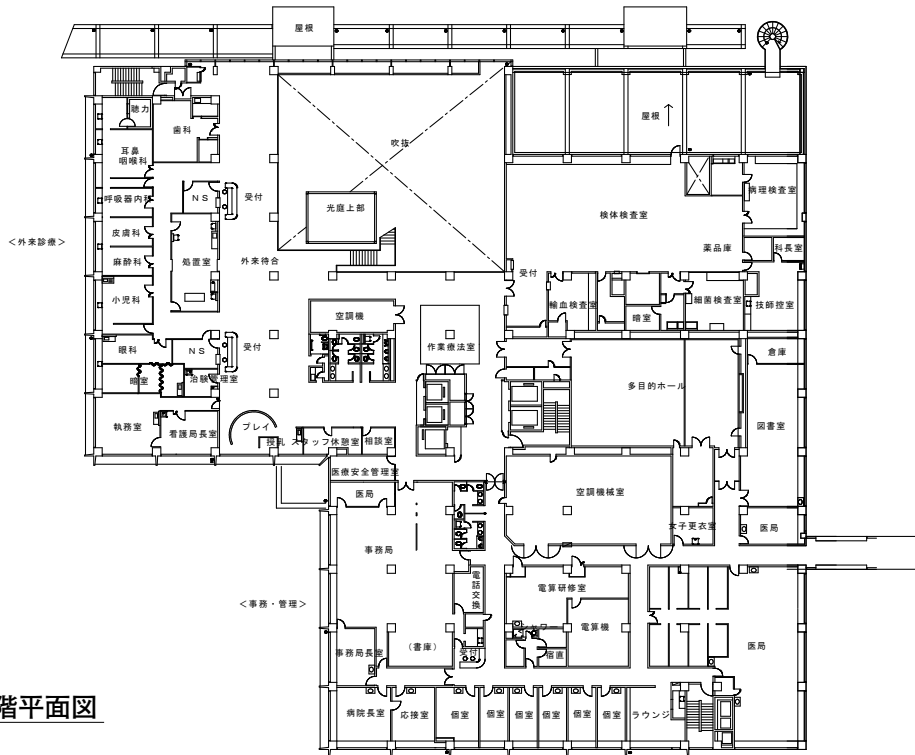 屋根
聴力
歯科
吹抜
屋根
耳鼻
咽喉科
呼吸器内科
NS
受付
光庭上部
検体検査室
病理検査室
皮膚科
<外来診療>
麻酔科
処置室
外来待合
薬品庫
科長室
受付
小児科
輸血検査室
暗室
細菌検査室
技師控室
空調機
眼科
NS
受付
作業療法室
倉庫
暗室
治験管理室
多目的ホール
図書室
執務室
看護局長室
プレイ
授乳
スタッフ休憩室
相談室
医療安全管理室
医局
空調機械室
女子更衣室
医局
事務局
電話交換
電算研修室
<事務・管理>
シャワー
電算機
事務局長室
(書庫)
受付
宿直
医局
病院長室
応接室
個室
個室
個室
個室
個室
個室
ラウンジ
階平面図